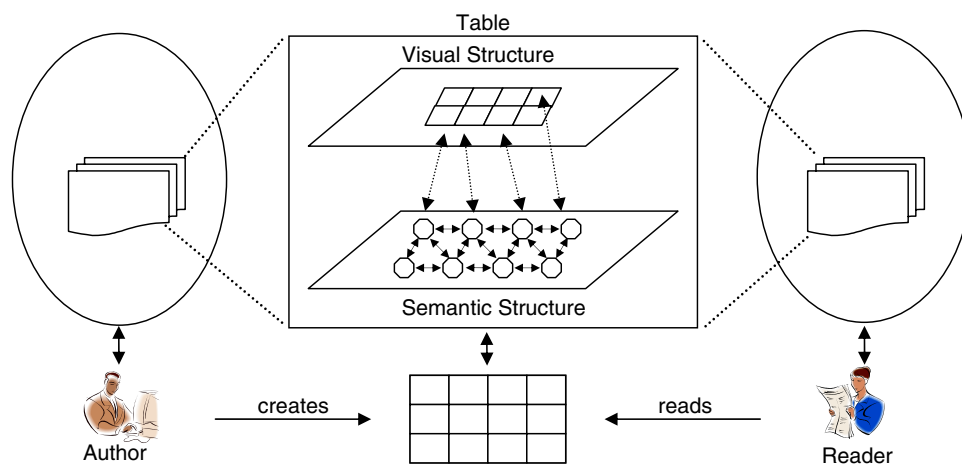 Table
Visual Structure
Semantic Structure
creates
reads
Author
Reader